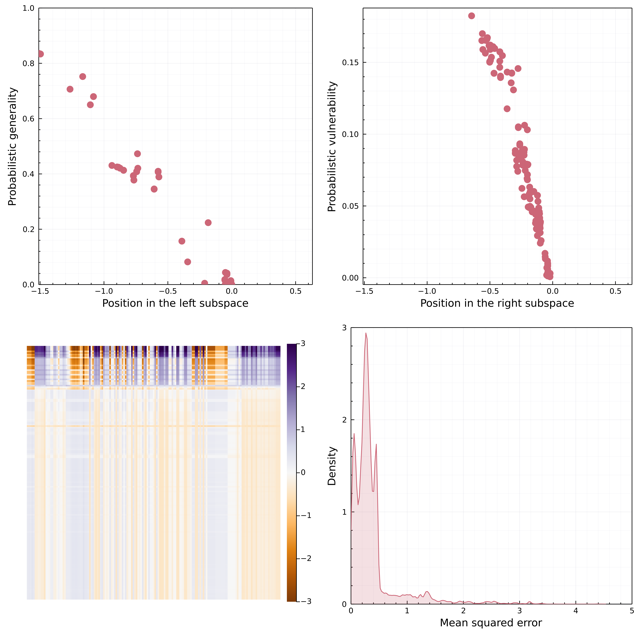 1.0
0.8
0.6
0.4
0.2
0.0
Probabilistic generality
−1.5 −1.0 −0.5 0.0 0.5
Position in the left subspace
0.15
0.10
0.05
0.00
Probabilistic vulnerability
−1.5 −1.0 −0.5 0.0 0.5
Position in the right subspace
3
2
1
0
−1
−2
−3
3
2
1
0
Density
0 1 2 3 4 5
Mean squared error